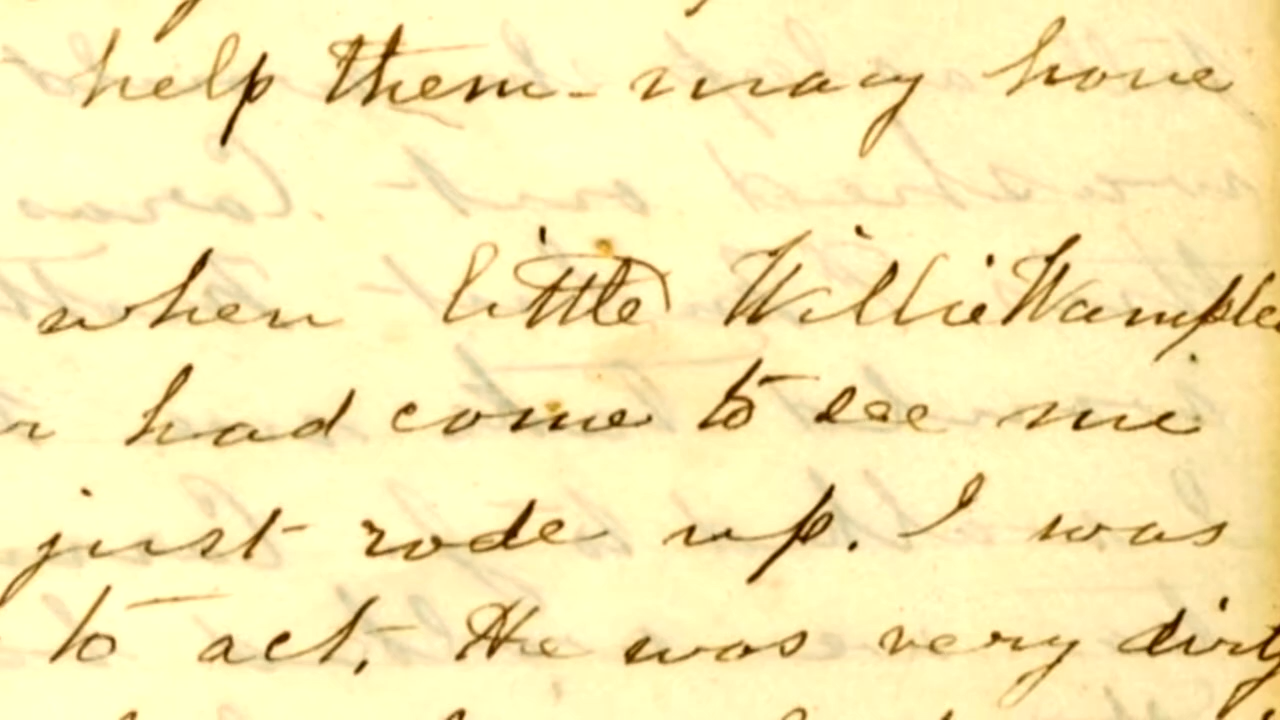 help them - may have
when little Willie Wample
r had come to see me
just rode up. I was
to act. He was very dirty